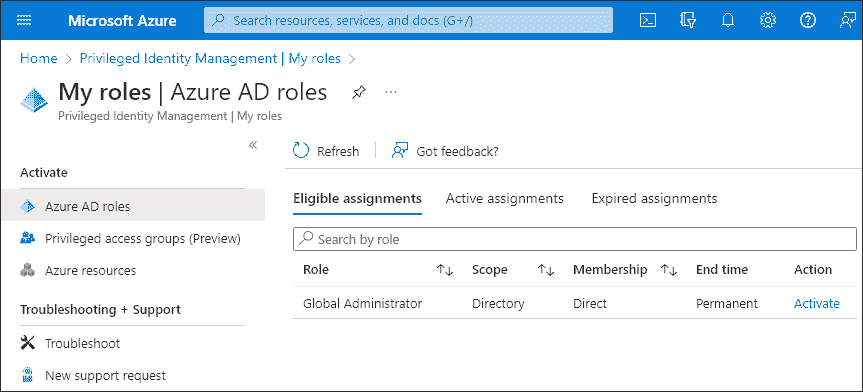 Microsoft Azure
Search resources, services, and docs (G+/)
Home > Privileged Identity Management | My roles >
My roles | Azure AD roles
Privileged Identity Management | My roles
Activate
Azure AD roles
Privileged access groups (Preview)
Azure resources
Troubleshooting + Support
Troubleshoot
New support request
Refresh
Got feedback?
Eligible assignments Active assignments Expired assignments
Search by role
Role Scope Membership End time Action
Global Administrator Directory Direct Permanent Activate